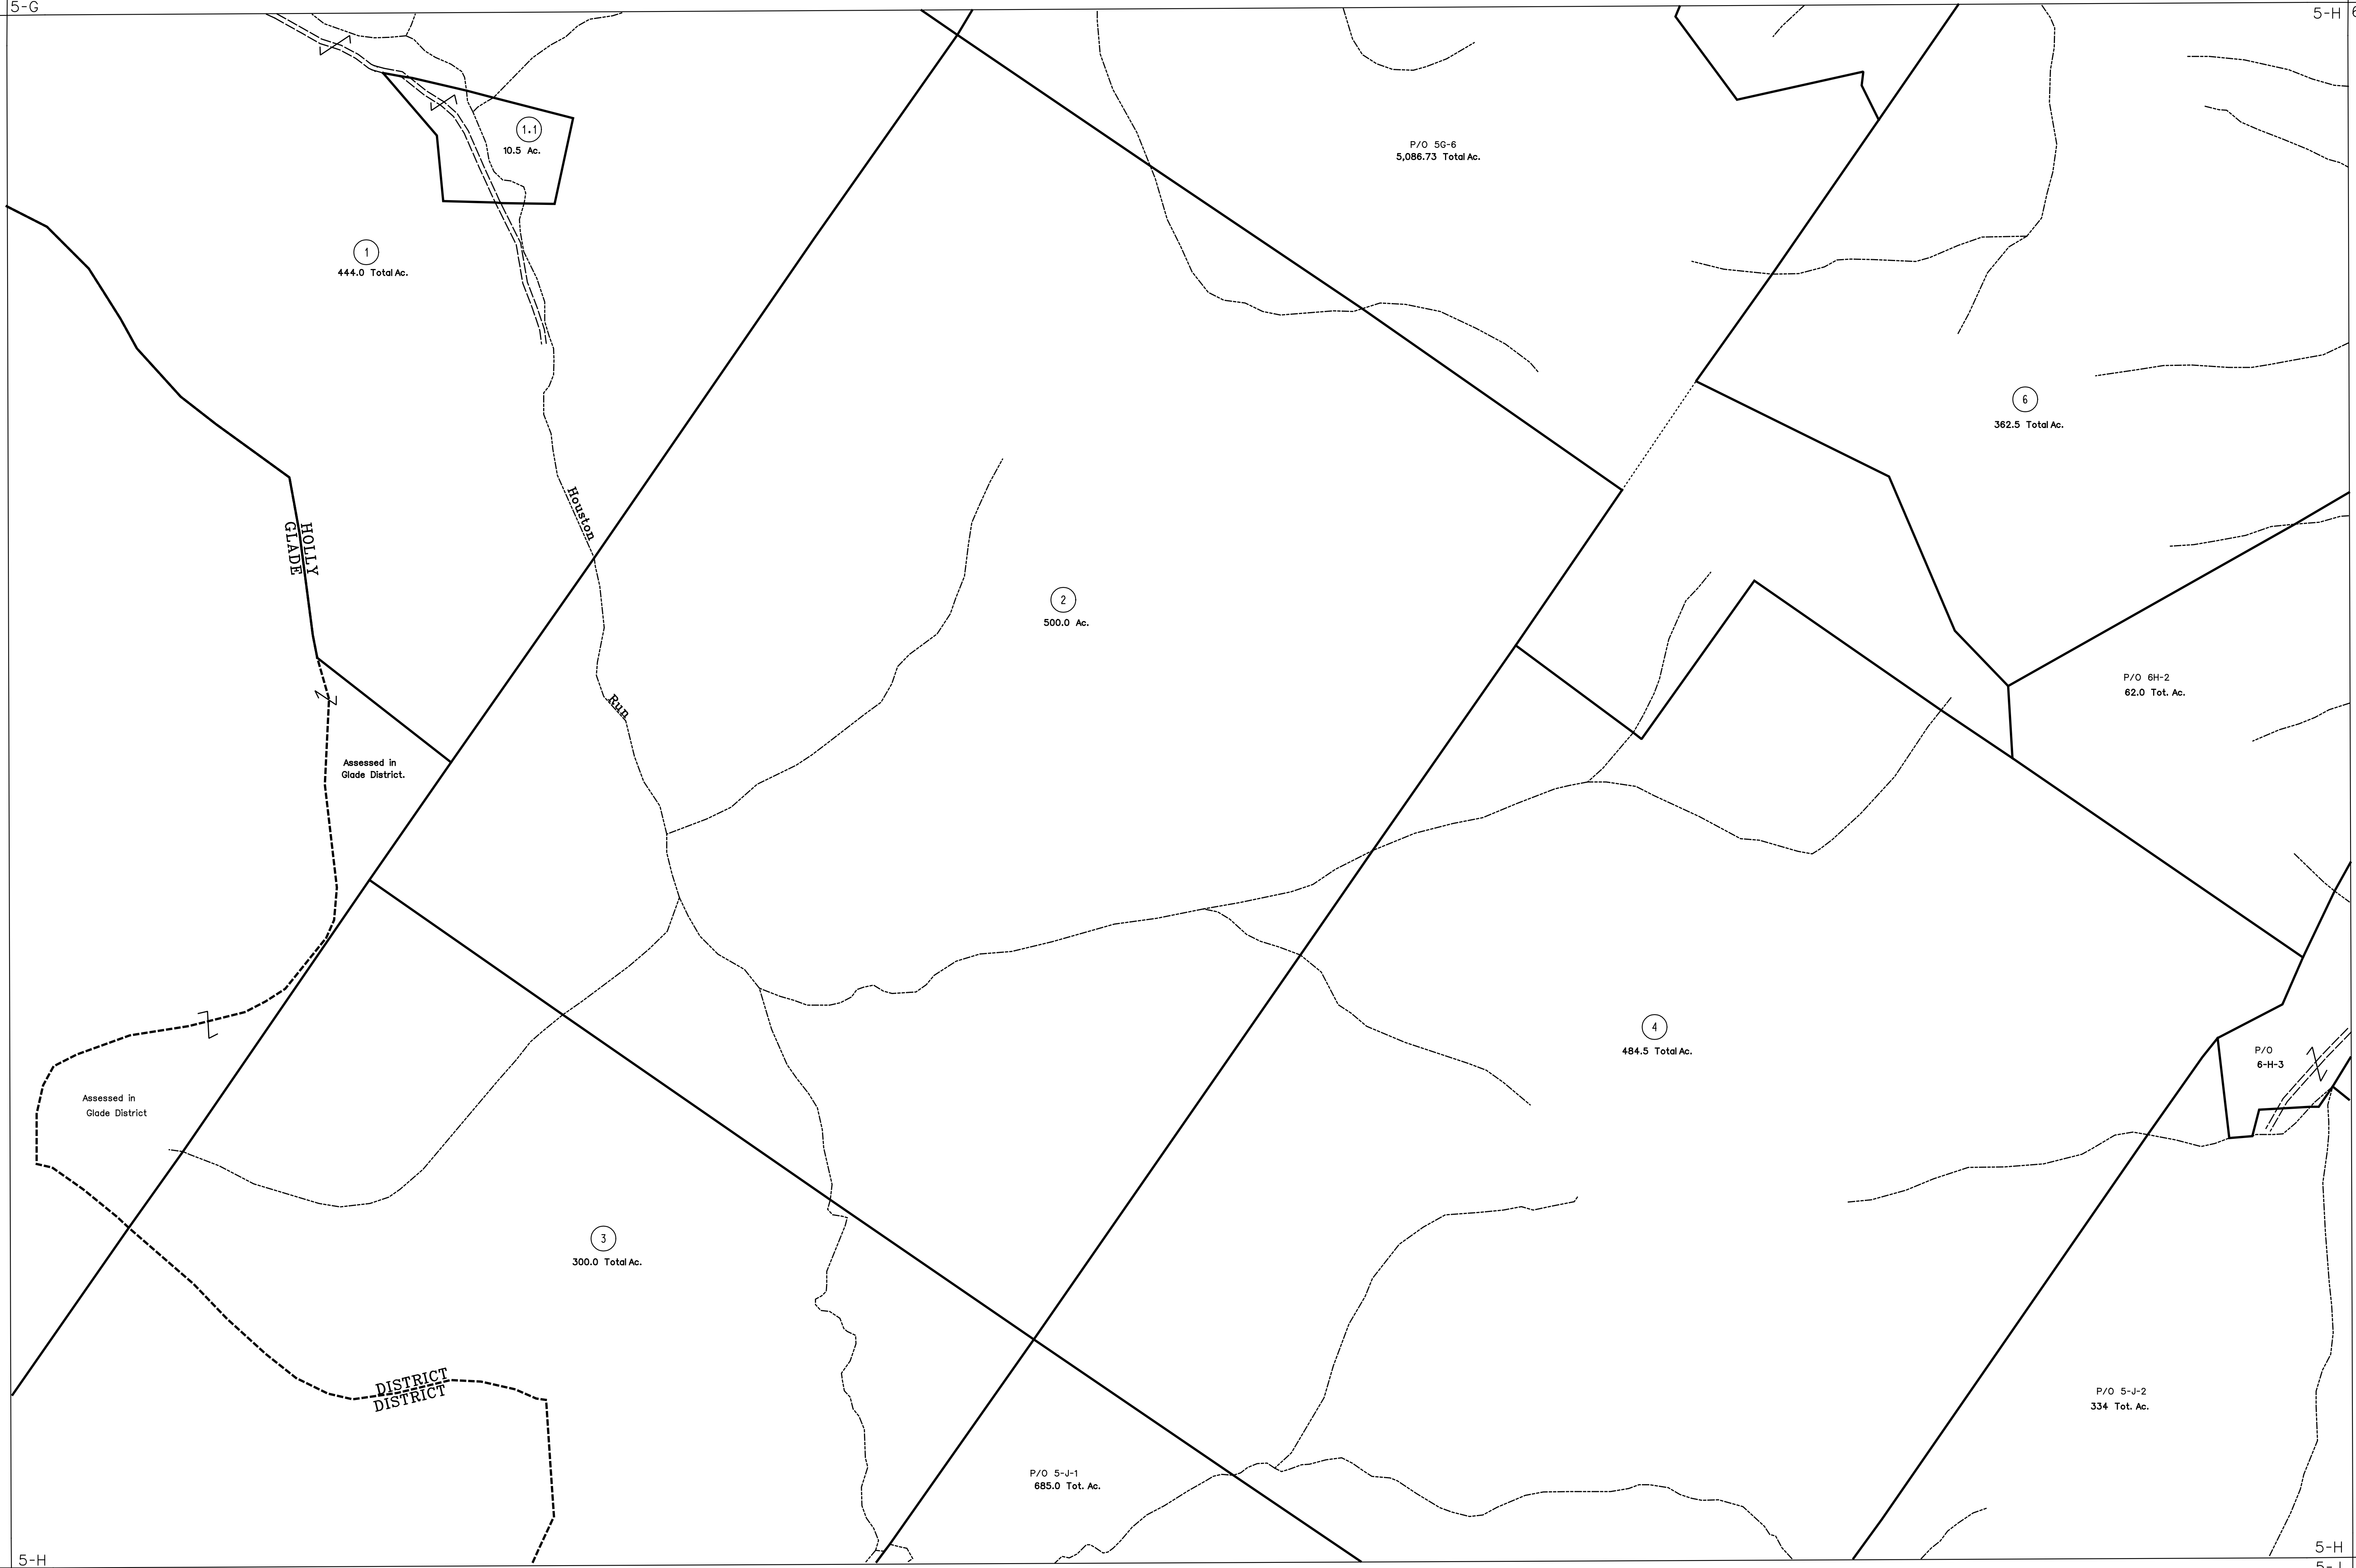 5-G
5-H
6
1.1
10.5 Ac.
P/O 5G-6
5,086.73 Total Ac.
1
444.0 Total Ac.
6
362.5 Total Ac.
Houston
HOLLY
GLADE
2
500.0 Ac.
P/O 6H-2
62.0 Tot. Ac.
Run
Assessed in
Glade District.
4
484.5 Total Ac.
P/O
6-H-3
Assessed in
Glade District
3
300.0 Total Ac.
DISTRICT
DISTRICT
P/O 5-J-2
334 Tot. Ac.
P/O 5-J-1
685.0 Tot. Ac.
5-H
5-H